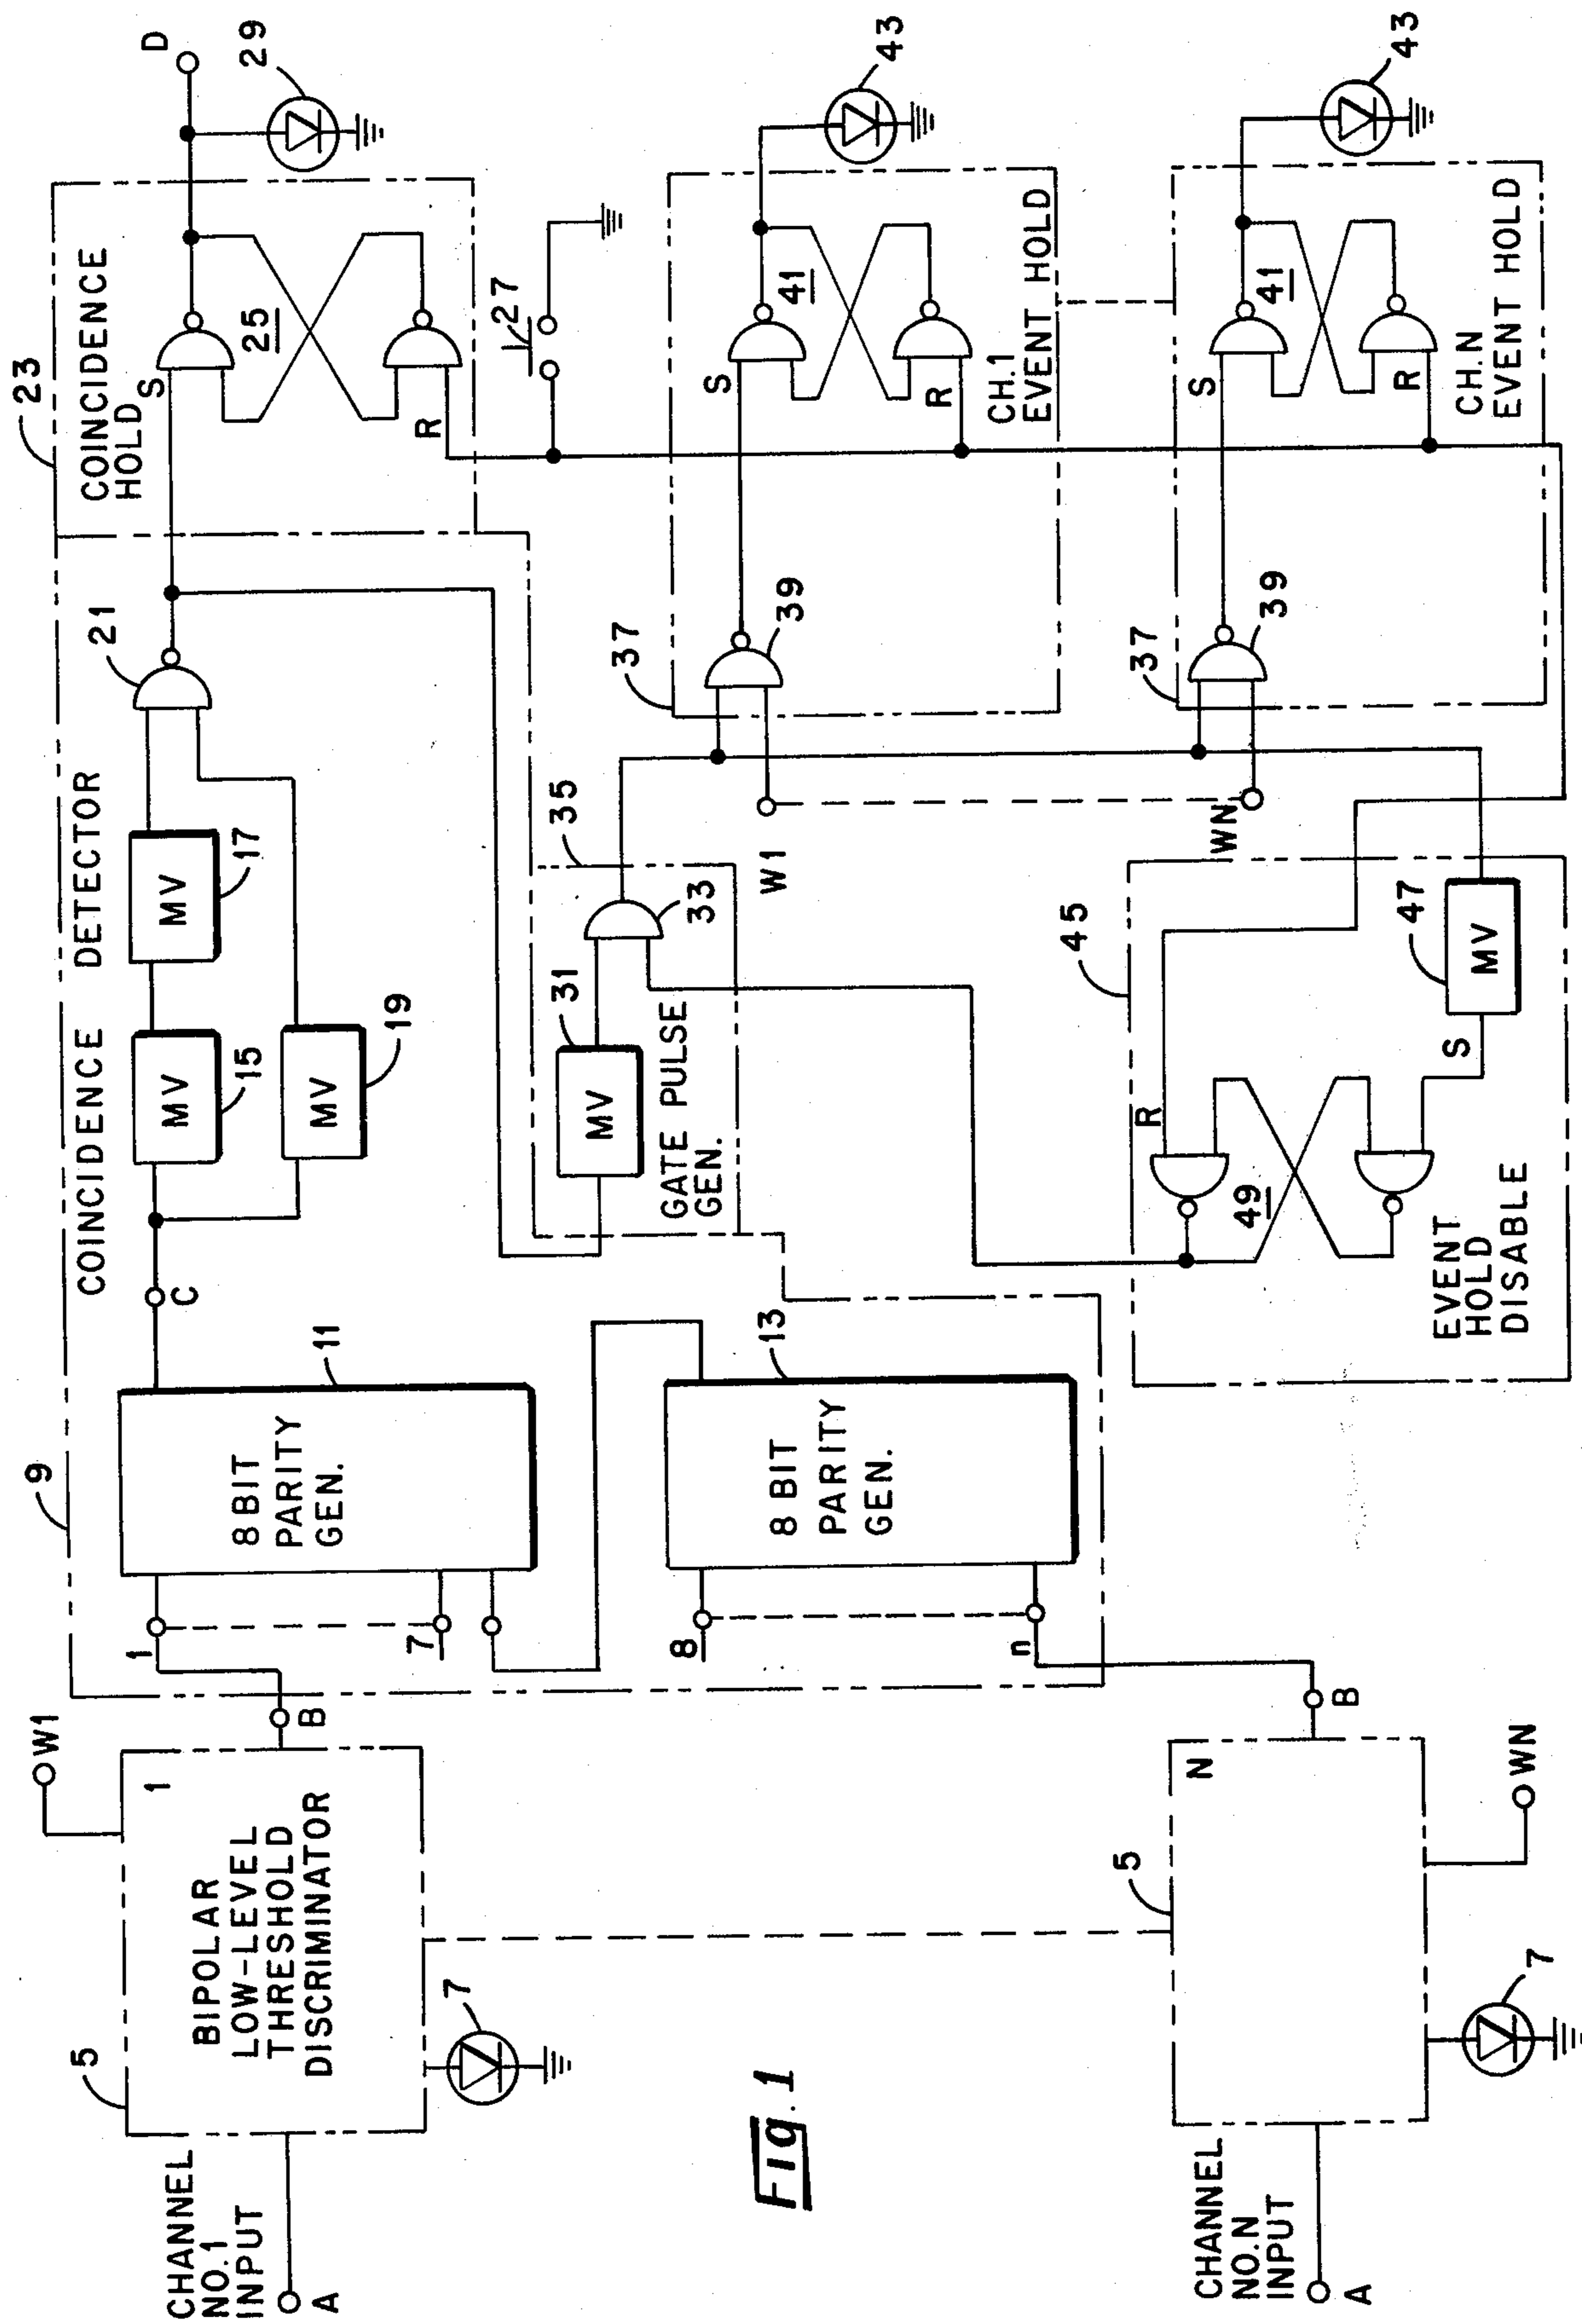 CHANNEL
NO.1
INPUT
A
5
BIPOLAR
LOW-LEVEL
THRESHOLD
DISCRIMINATOR
1
W1
7
B
9
1
7
8 BIT
PARITY
GEN.
11
8
n
8 BIT
PARITY
GEN.
13
C
COINCIDENCE DETECTOR
MV
15
MV
17
MV
19
21
23
COINCIDENCE
HOLD
S
R
25
D
29
27
MV
31
GATE PULSE
GEN.
33
35
W1
WN
37
39
S
R
41
CH.1
EVENT HOLD
43
37
39
S
R
41
CH.N
EVENT HOLD
43
45
R
49
S
MV
47
EVENT
HOLD
DISABLE
CHANNEL
NO.N
INPUT
A
5
N
B
WN
7
Fig. 1